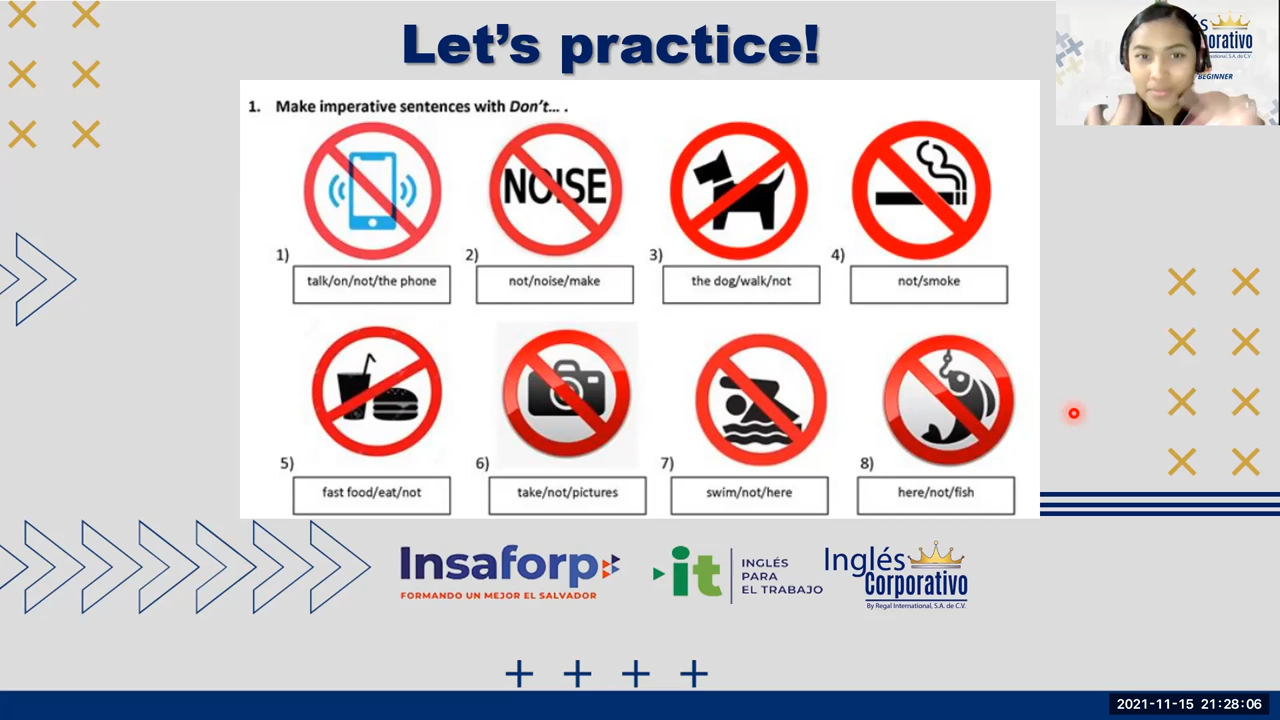 Let's practice!
1. Make imperative sentences with Don't... .
NOISE
1)
talk/on/not/the phone
2)
not/noise/make
3)
the dog/walk/not
4)
not/smoke
5)
fast food/eat/not
6)
take/not/pictures
7)
swim/not/here
8)
here/not/fish
Insaforp
FORMANDO UN MEJOR EL SALVADOR
it
INGLÉS
PARA
EL TRABAJO
Inglés
Corporativo
By Regal International, S.A. de C.V.
BEGINNER
2021-11-15 21:28:06